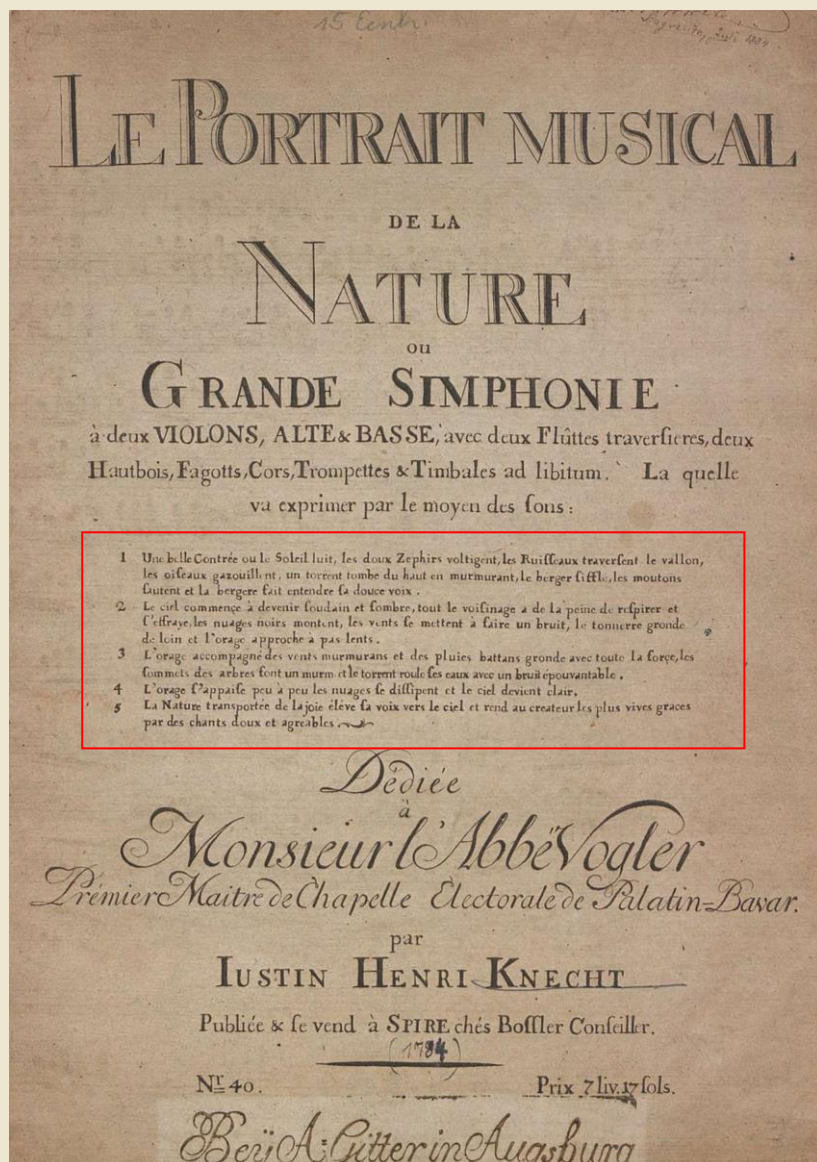 15 Centr.
Juli 1884
LE PORTRAIT MUSICAL
DE LA
NATURE
ou
GRANDE SIMPHONIE
à deux VIOLONS, ALTE & BASSE, avec deux Flûttes traverſieres, deux
Hautbois, Fagotts, Cors, Trompettes & Timbales ad libitum. La quelle
va exprimer par le moyen des ſons :
1 Une belle Contrée ou le Soleil luit, les doux Zephirs voltigent, les Ruiſſeaux traverſent le vallon,
les oiſeaux gazouillent, un torrent tombe du haut en murmurant, le berger ſiffle, les moutons
ſautent et la bergere fait entendre ſa douce voix .
2 Le ciel commençe à devenir ſoudain et ſombre, tout le voiſinage a de la peine de reſpirer et
ſ'effraye, les nuages noirs montent, les vents ſe mettent à faire un bruit, le tonnerre gronde
de loin et l'orage approche à pas lents .
3 L'orage accompagné des vents murmurans et des pluies battans gronde avec toute la forçe, les
ſommets des arbres font un murm. et le torrent roule ſes eaux avec un bruit épouvantable .
4 L'orage ſ'appaiſe peu à peu les nuages ſe diſſipent et le ciel devient clair.
5 La Nature transportée de la joie élève ſa voix vers le ciel et rend au createur les plus vives graces
par des chants doux et agreables .
Dédiée
à
Monsieur l'Abbé Vogler
Prémier Maitre de Chapelle Electorale de Palatin=Bavar.
par
IUSTIN HENRI KNECHT
Publiée & ſe vend à SPIRE chés Boſſler Conſeiller.
(1784)
Nr. 40.
Prix 7 liv. 17 ſols.
Beÿ A: Gitter in Augsburg